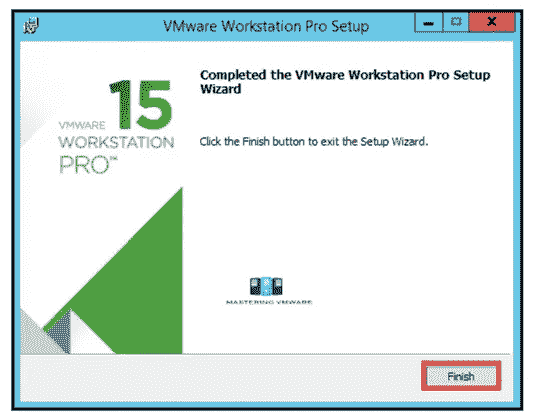 VMware Workstation Pro Setup
Completed the VMware Workstation Pro Setup
Wizard
Click the Finish button to exit the Setup Wizard.
VMWARE 15
WORKSTATION
PRO™
MASTERING VMWARE
Finish